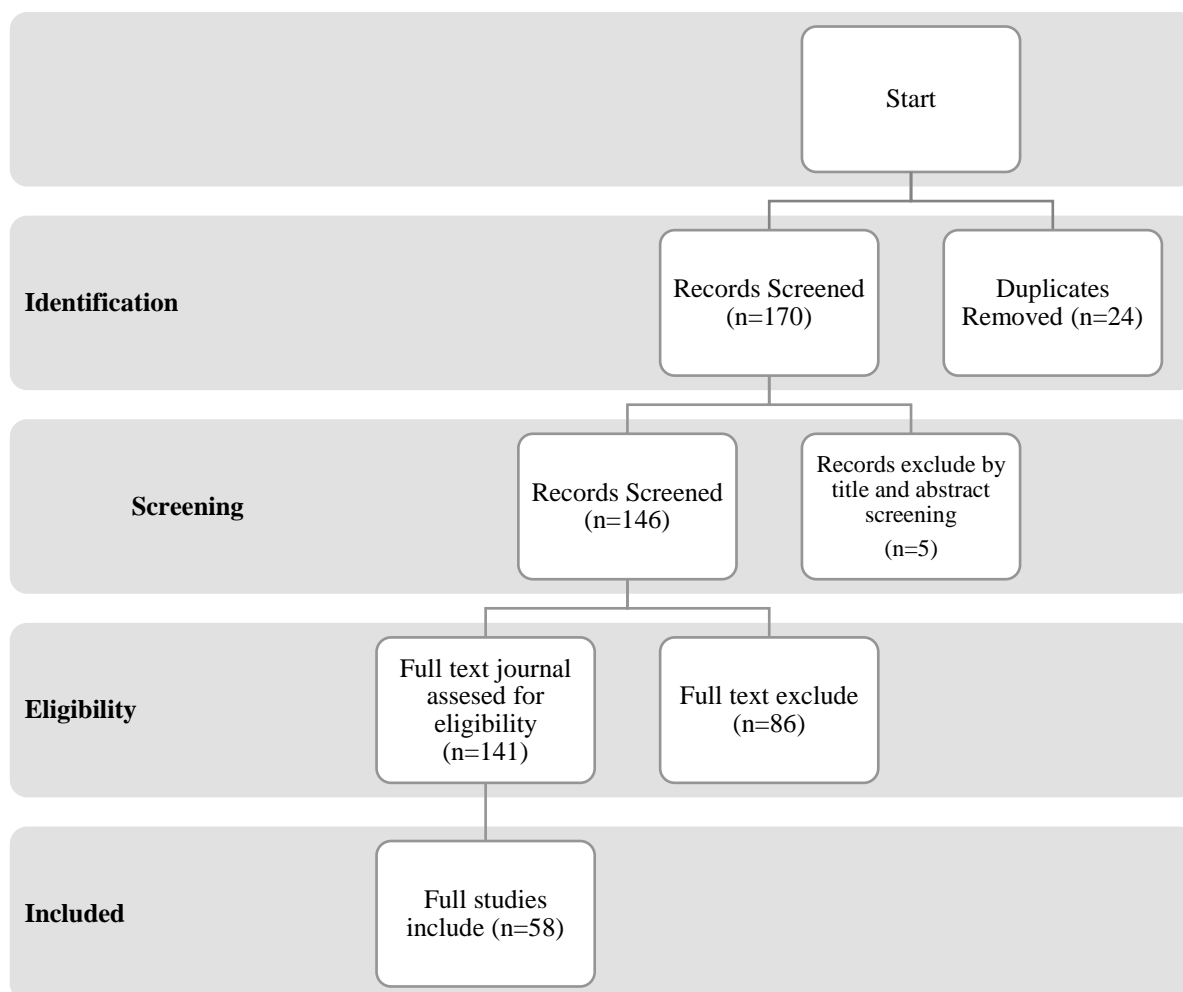 Start
Identification
Records Screened
(n=170)
Duplicates
Removed (n=24)
Screening
Records Screened
(n=146)
Records exclude by
title and abstract
screening
(n=5)
Eligibility
Full text journal
assesed for
eligibility
(n=141)
Full text exclude
(n=86)
Included
Full studies
include (n=58)